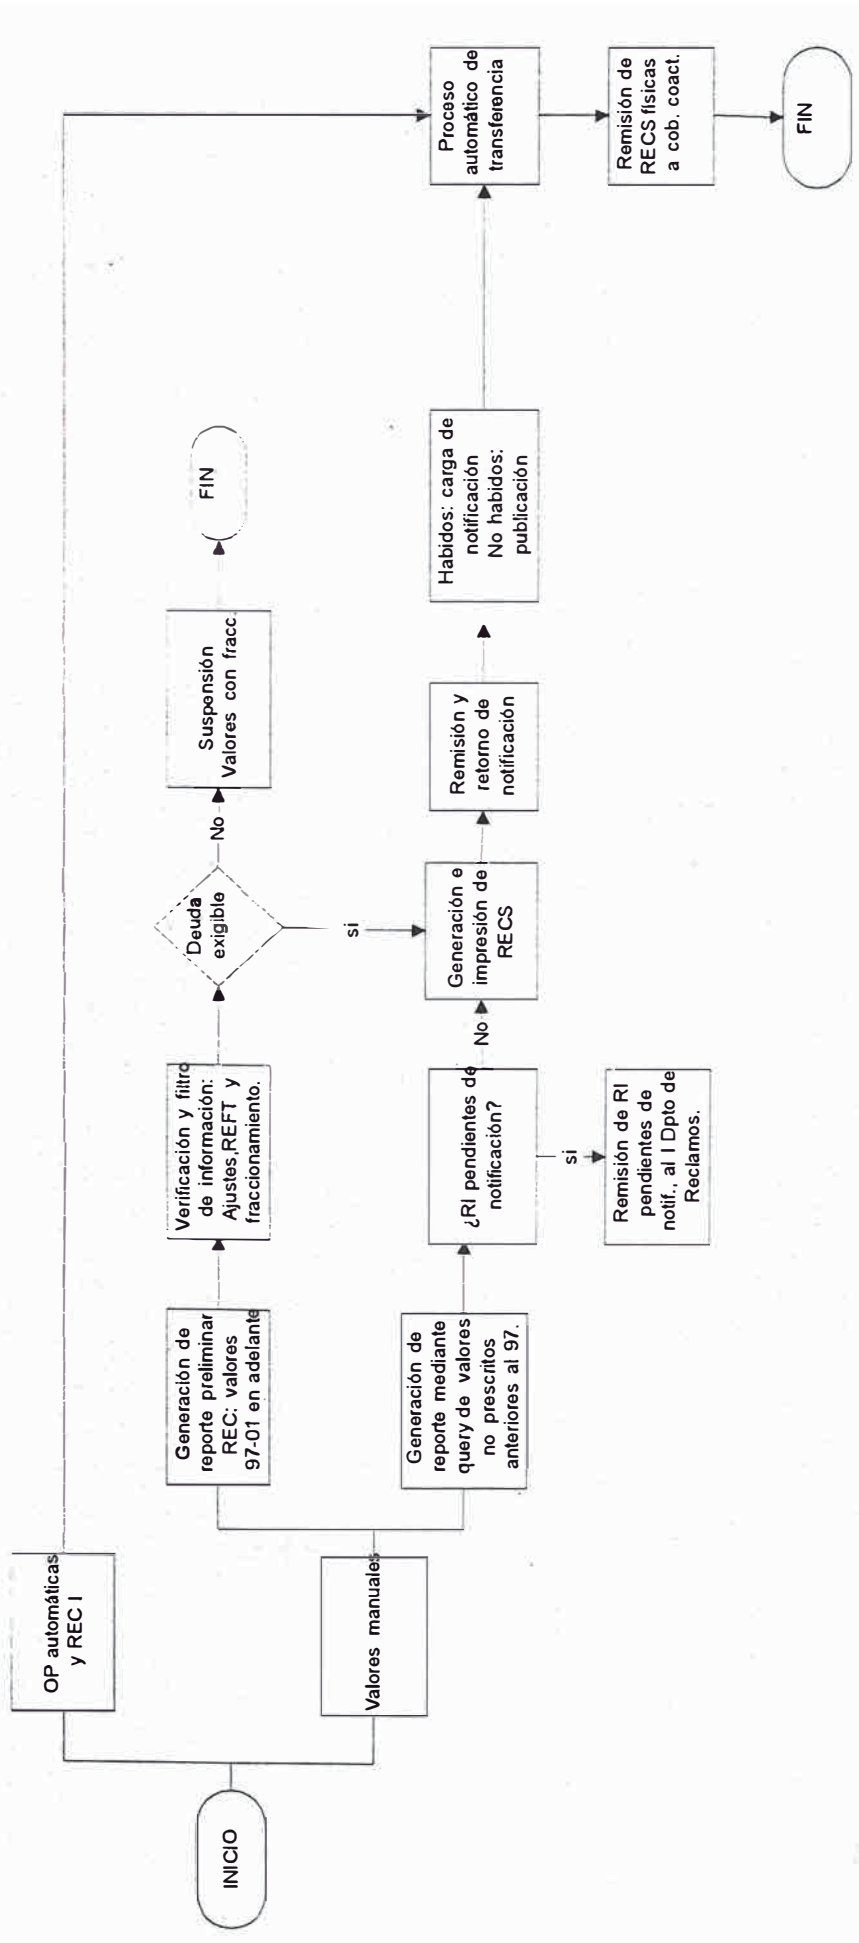 INICIO
OP automáticas
y REC I
Valores manuales
Generación de
reporte preliminar
REC: valores
97-01 en adelante
Generación de
reporte mediante
query de valores
no prescritos
anteriores al 97.
Verificación y filtro
de información:
Ajustes,REFT y
fraccionamiento.
¿RI pendientes de
notificación?
si
Remisión de RI
pendientes de
notif., al I Dpto de
Reclamos.
No
Deuda
exigible
si
No
Generación e
impresión de
RECS
Suspensión
Valores con fracc.
FIN
Remisión y
retorno de
notificación
Habidos: carga de
notificación
No habidos:
publicación
Proceso
automático de
transferencia
Remisión de
RECS físicas
a cob. coact.
FIN